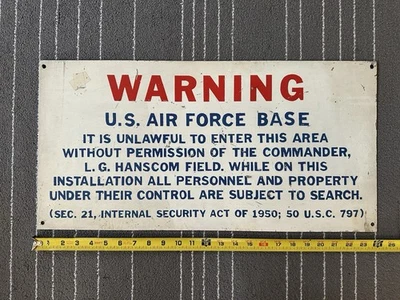 WARNING
U.S. AIR FORCE BASE
IT IS UNLAWFUL TO ENTER THIS AREA
WITHOUT PERMISSION OF THE COMMANDER,
L.G. HANSCOM FIELD. WHILE ON THIS
INSTALLATION ALL PERSONNEL AND PROPERTY
UNDER THEIR CONTROL ARE SUBJECT TO SEARCH.
(SEC. 21, INTERNAL SECURITY ACT OF 1950; 50 U.S.C. 797)